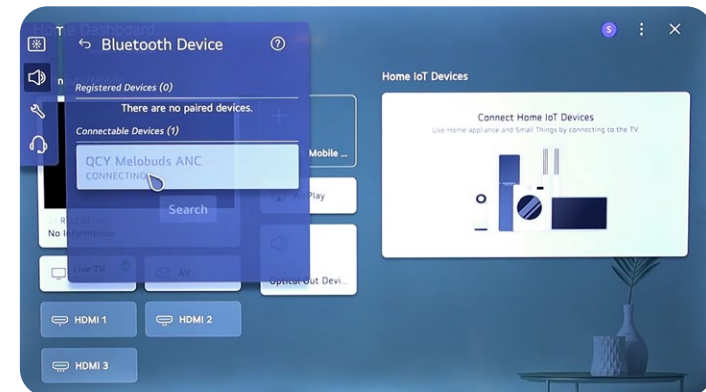 Home Dashboard
S
Bluetooth Device
?
Home IoT Devices
Registered Devices (0)
There are no paired devices.
Connectable Devices (1)
QCY Melobuds ANC
CONNECTING
Search
Mobile ...
AirPlay
No Information
Live TV
AV
Optical Out Devi...
HDMI 1
HDMI 2
HDMI 3
Connect Home IoT Devices
Use Home appliance and Small Things by connecting to the TV.